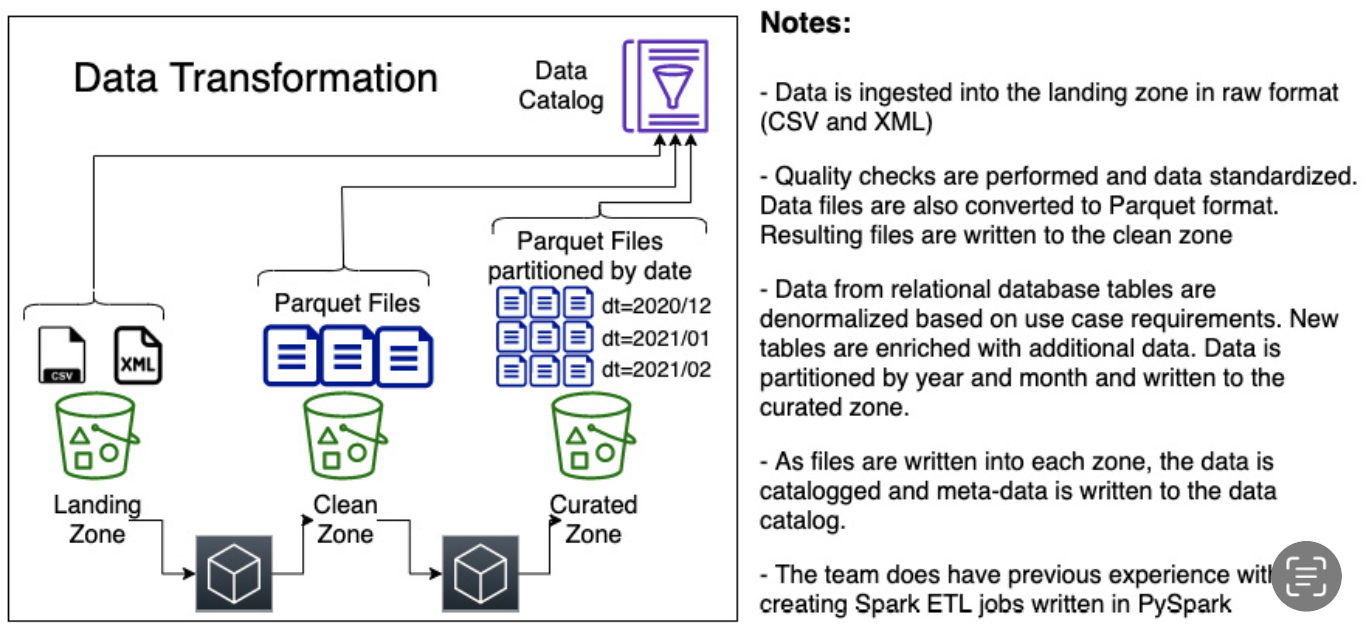 Data Transformation
Data
Catalog
CSV
XML
Landing
Zone
Parquet Files
Clean
Zone
Parquet Files
partitioned by date
dt=2020/12
dt=2021/01
dt=2021/02
Curated
Zone
Notes:
- Data is ingested into the landing zone in raw format
(CSV and XML)
- Quality checks are performed and data standardized.
Data files are also converted to Parquet format.
Resulting files are written to the clean zone
- Data from relational database tables are
denormalized based on use case requirements. New
tables are enriched with additional data. Data is
partitioned by year and month and written to the
curated zone.
- As files are written into each zone, the data is
catalogged and meta-data is written to the data
catalog.
- The team does have previous experience with
creating Spark ETL jobs written in PySpark